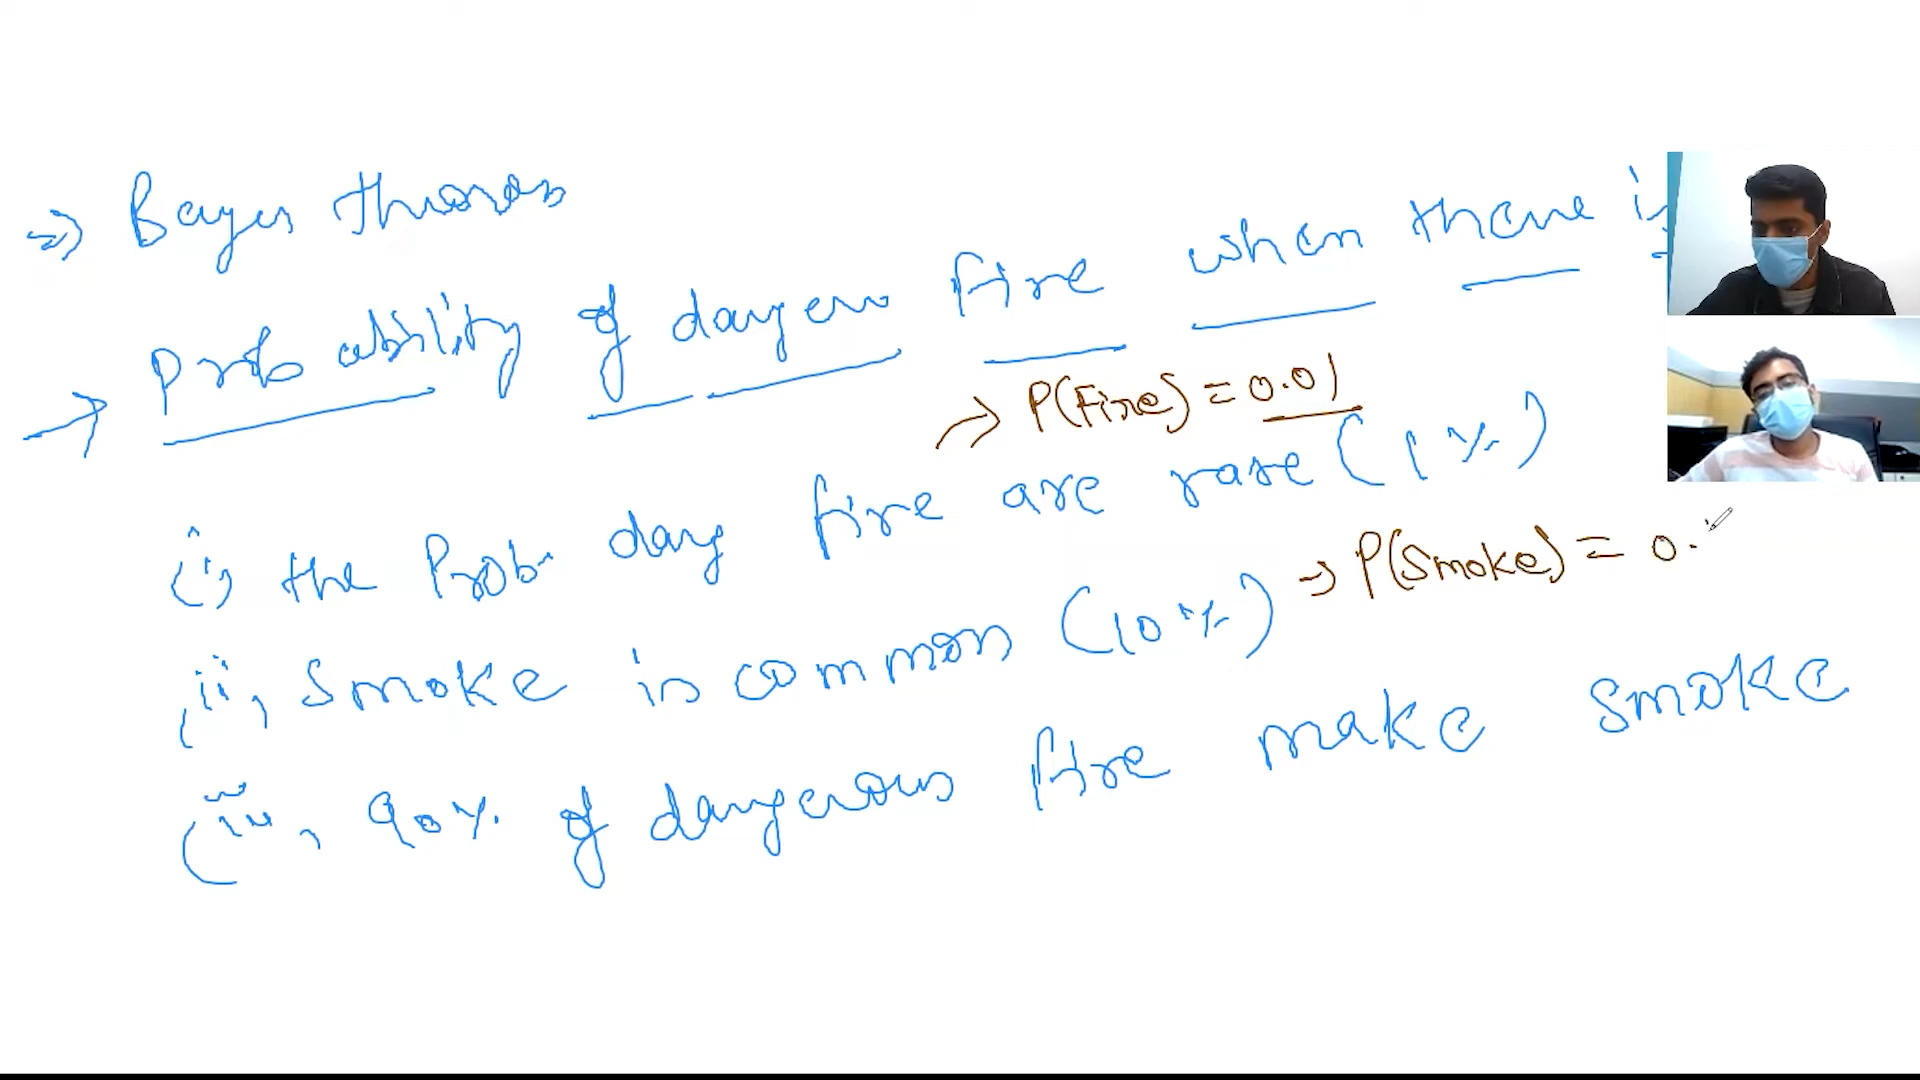 => Bayes theorem
→ Probability of dangerous fire when there is
→ P(Fire) = 0.01
(i) the Prob. dang fire are rare (1%)
→ P(Smoke) = 0.
(ii) Smoke is common (10%)
(iii) 90% of dangerous fire make smoke